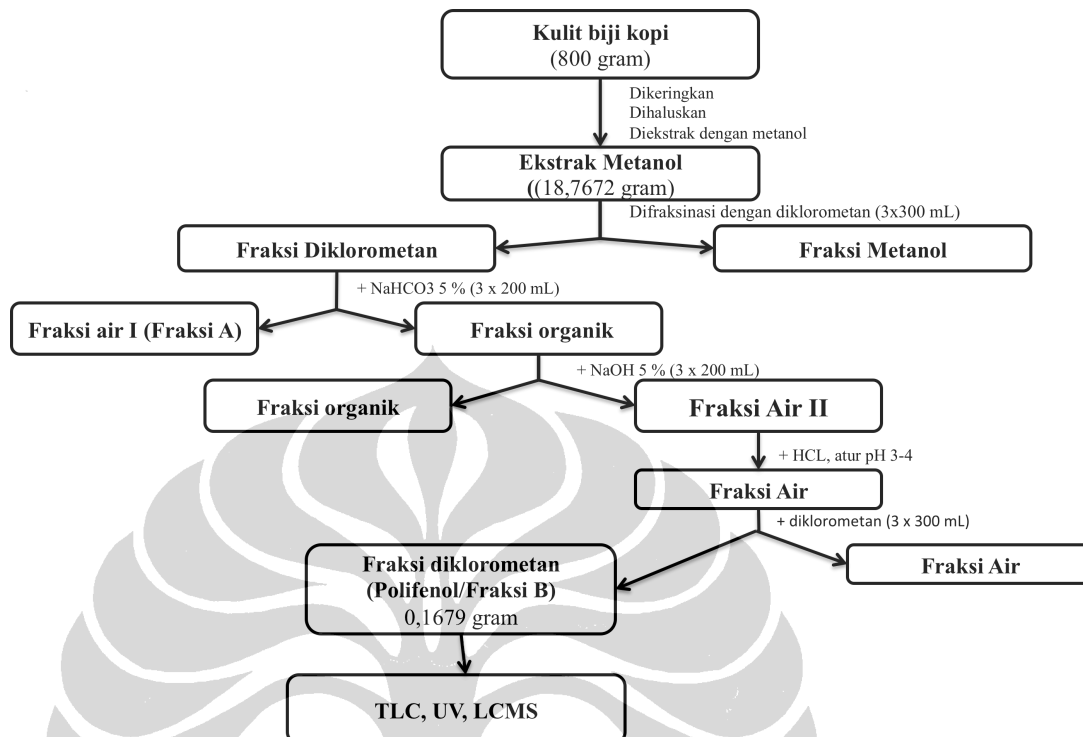 Kulit biji kopi
(800 gram)
Dikeringkan
Dihaluskan
Diekstrak dengan metanol
Ekstrak Metanol
((18,7672 gram)
Difraksinasi dengan diklorometan (3x300 mL)
Fraksi Diklorometan
Fraksi Metanol
+ NaHCO3 5 % (3 x 200 mL)
Fraksi air I (Fraksi A)
Fraksi organik
+ NaOH 5 % (3 x 200 mL)
Fraksi organik
Fraksi Air II
+ HCL, atur pH 3-4
Fraksi Air
+ diklorometan (3 x 300 mL)
Fraksi diklorometan
(Polifenol/Fraksi B)
0,1679 gram
Fraksi Air
TLC, UV, LCMS